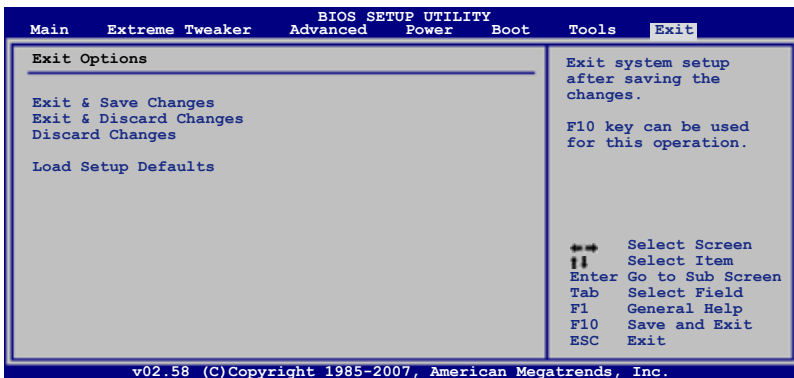 BIOS SETUP UTILITY
Main Extreme Tweaker Advanced Power Boot Tools Exit
Exit Options
Exit & Save Changes
Exit & Discard Changes
Discard Changes
Load Setup Defaults
Exit system setup
after saving the
changes.
F10 key can be used
for this operation.
←→ Select Screen
↑↓ Select Item
Enter Go to Sub Screen
Tab Select Field
F1 General Help
F10 Save and Exit
ESC Exit
v02.58 (C)Copyright 1985-2007, American Megatrends, Inc.